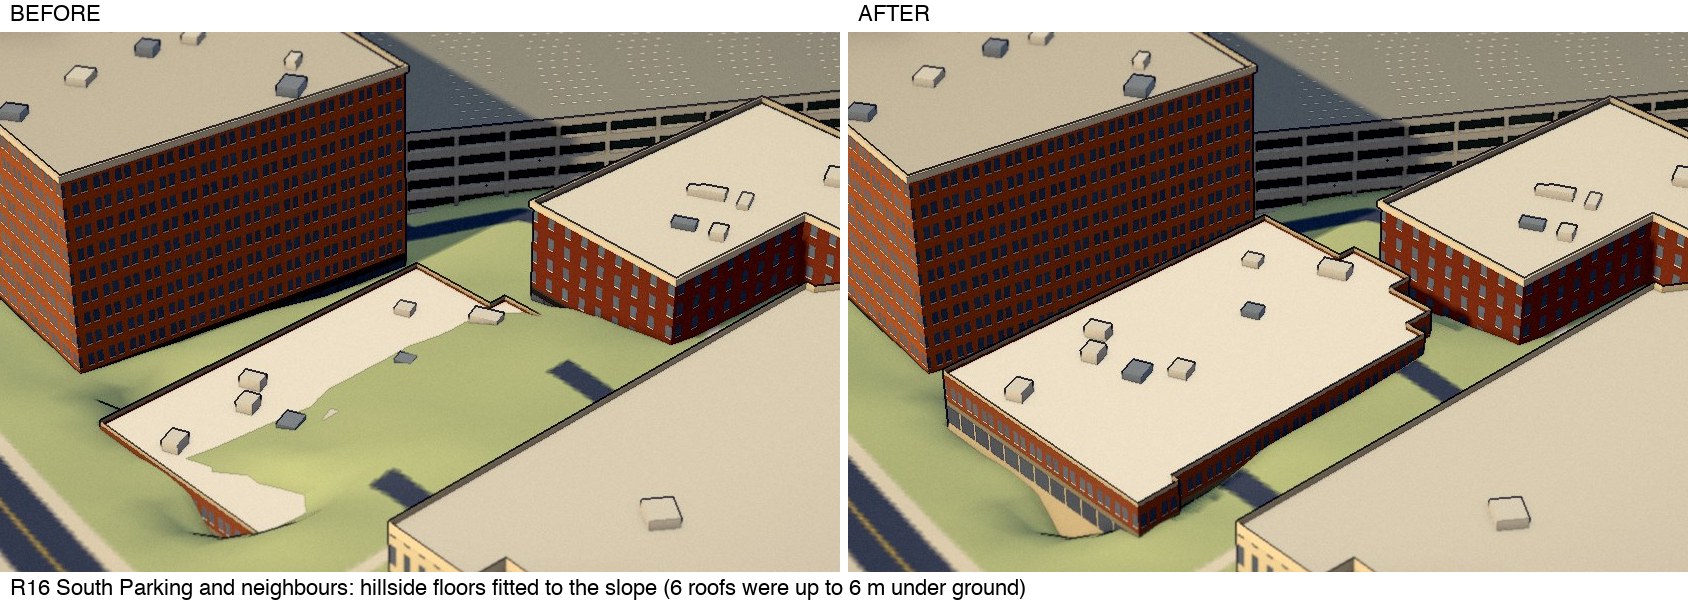 BEFORE
AFTER
R16 South Parking and neighbours: hillside floors fitted to the slope (6 roofs were up to 6 m under ground)